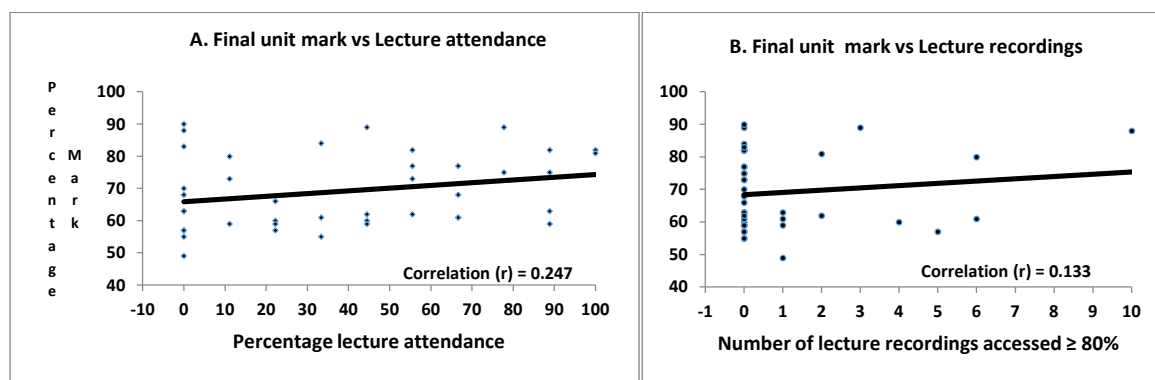 A. Final unit mark vs Lecture attendance
Percentage
Mark
100
90
80
70
60
50
40
Correlation (r) = 0.247
-10 0 10 20 30 40 50 60 70 80 90 100
Percentage lecture attendance
B. Final unit mark vs Lecture recordings
100
90
80
70
60
50
40
Correlation (r) = 0.133
-1 0 1 2 3 4 5 6 7 8 9 10
Number of lecture recordings accessed ≥ 80%